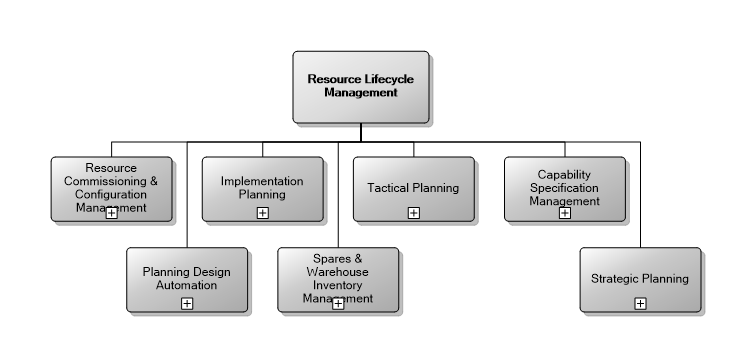 Resource Lifecycle
Management
Resource
Commissioning &
Configuration
Management
Implementation
Planning
Tactical Planning
Capability
Specification
Management
Planning Design
Automation
Spares &
Warehouse
Inventory
Management
Strategic Planning